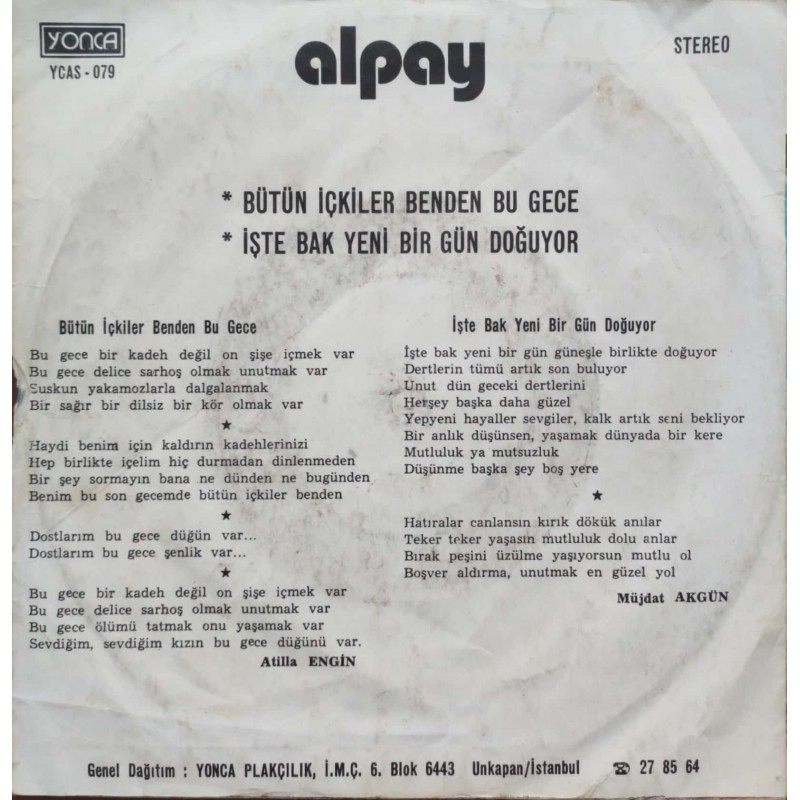 YONCA
YCAS - 079
alpay
STEREO
* BÜTÜN İÇKİLER BENDEN BU GECE
* İŞTE BAK YENİ BİR GÜN DOĞUYOR
Bütün İçkiler Benden Bu Gece
Bu gece bir kadeh değil on şişe içmek var
Bu gece delice sarhoş olmak unutmak var
Suskun yakamozlarla dalgalanmak
Bir sağır bir dilsiz bir kör olmak var
★
Haydi benim için kaldırın kadehlerinizi
Hep birlikte içelim hiç durmadan dinlenmeden
Bir şey sormayın bana ne dünden ne bugünden
Benim bu son gecemde bütün içkiler benden
★
Dostlarım bu gece düğün var...
Dostlarım bu gece şenlik var...
★
Bu gece bir kadeh değil on şişe içmek var
Bu gece delice sarhoş olmak unutmak var
Bu gece ölümü tatmak onu yaşamak var
Sevdiğim, sevdiğim kızın bu gece düğünü var.
Atilla ENGİN
İşte Bak Yeni Bir Gün Doğuyor
İşte bak yeni bir gün güneşle birlikte doğuyor
Dertlerin tümü artık son buluyor
Unut dün geceki dertlerini
Herşey başka daha güzel
Yepyeni hayaller sevgiler, kalk artık seni bekliyor
Bir anlık düşünsen, yaşamak dünyada bir kere
Mutluluk ya mutsuzluk
Düşünme başka şey boş yere
★
Hatıralar canlansın kırık dökük anılar
Teker teker yaşasın mutluluk dolu anlar
Bırak peşini üzülme yaşıyorsun mutlu ol
Boşver aldırma, unutmak en güzel yol
Müjdat AKGÜN
Genel Dağıtım : YONCA PLAKÇILIK, İ.M.Ç. 6. Blok 6443 Unkapan/İstanbul ☎ 27 85 64